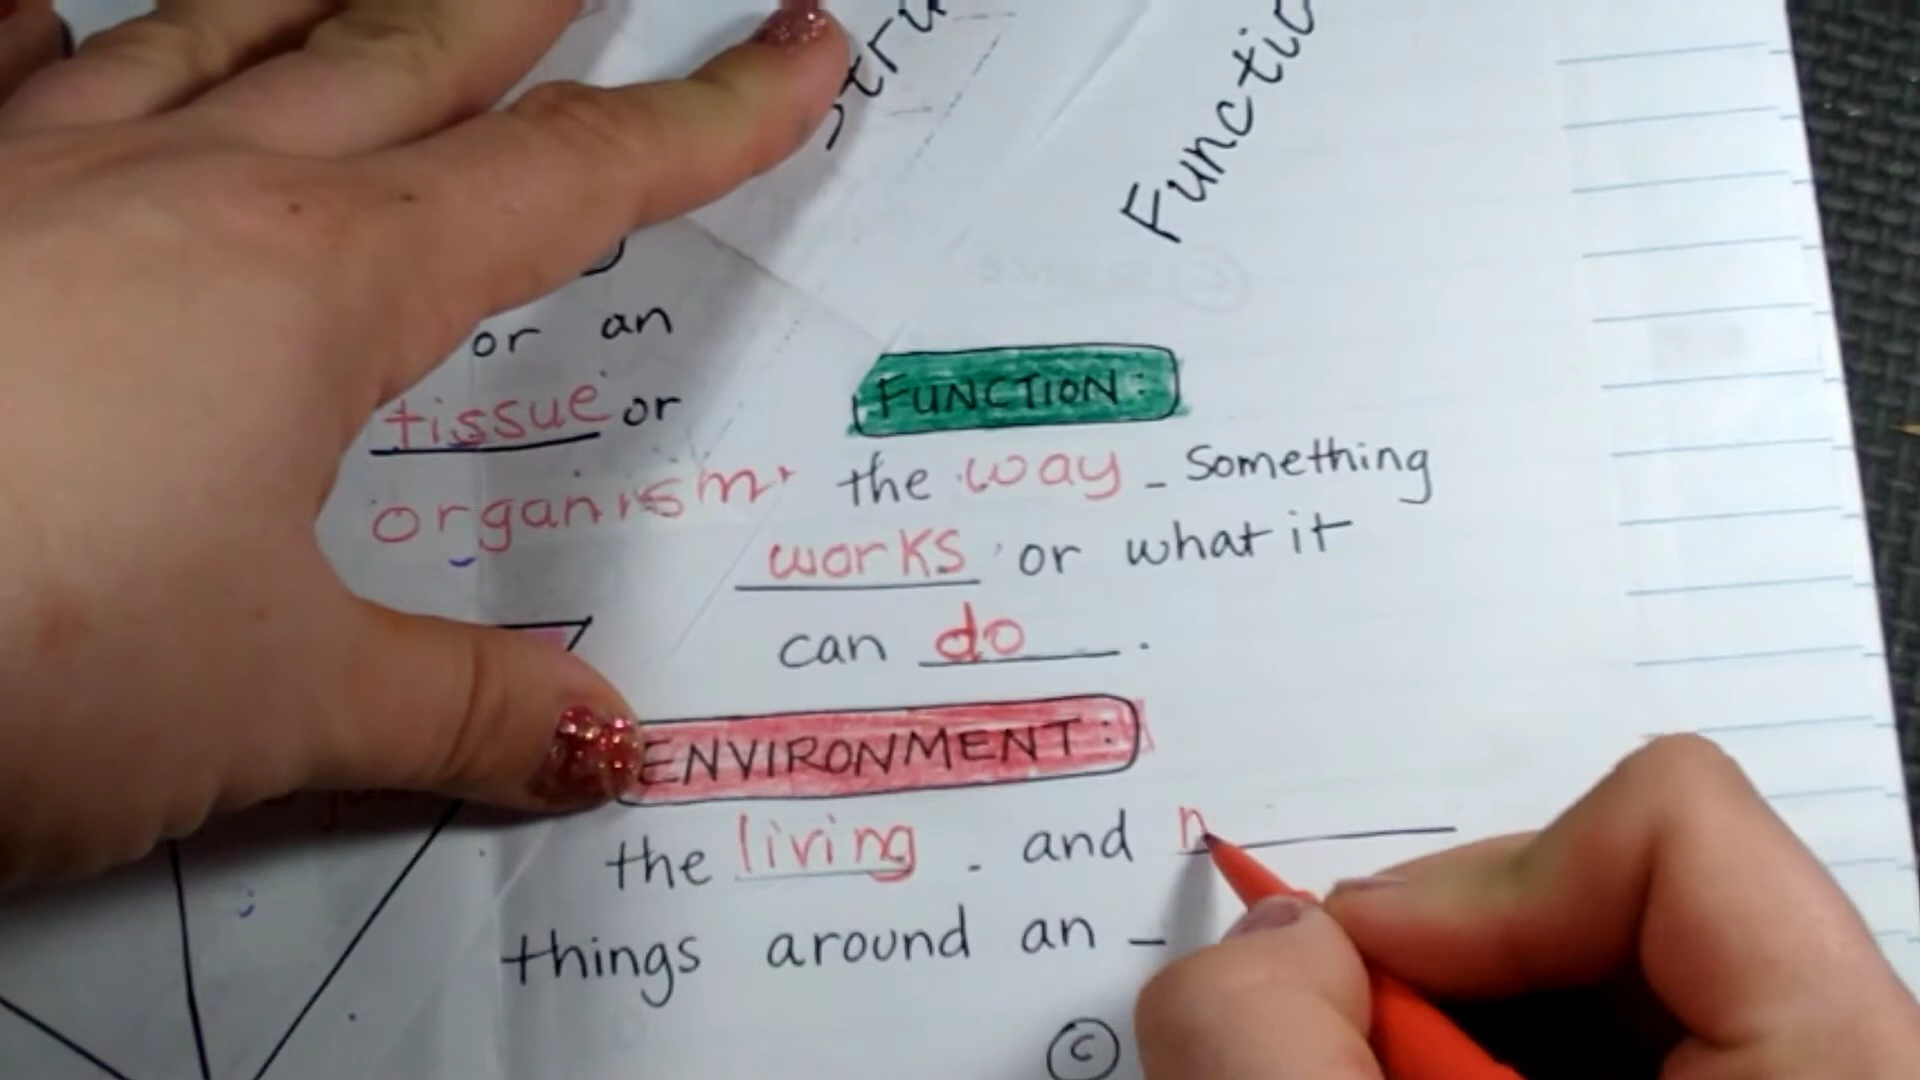 Functio
or an
tissue or
organism.
FUNCTION:
the way - Something
works or what it
can do.
ENVIRONMENT:
the living . and n
things around an
©